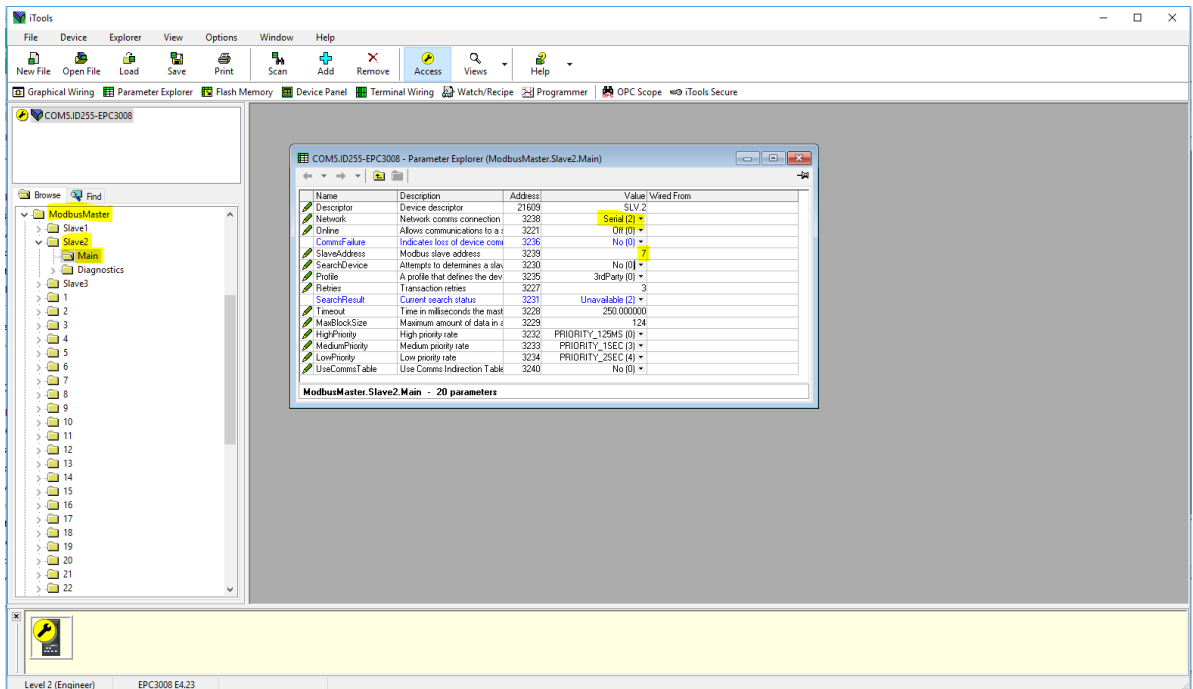 iTools
File Device Explorer View Options Window Help
New File Open File Load Save Print Scan Add Remove Access Views Help
Graphical Wiring Parameter Explorer Flash Memory Device Panel Terminal Wiring Watch/Recipe Programmer OPC Scope iTools Secure
COM5.ID255-EPC3008
Browse Find
ModbusMaster
Slave1
Slave2
Main
Diagnostics
Slave3
1
2
3
4
5
6
7
8
9
10
11
12
13
14
15
16
17
18
19
20
21
22
COM5.ID255-EPC3008 - Parameter Explorer (ModbusMaster.Slave2.Main)
Name Description Address Value Wired From
Descriptor Device descriptor 21609 SLV.2
Network Network comms connection 3238 Serial (2)
Online Allows communications to a s 3221 Off (0)
CommsFailure Indicates loss of device com 3236 No (0)
SlaveAddress Modbus slave address 3239 7
SearchDevice Attempts to determines a slav 3230 No (0)
Profile A profile that defines the dev 3235 3rdParty (0)
Retries Transaction retries 3227 3
SearchResult Current search status 3231 Unavailable (2)
Timeout Time in milliseconds the mast 3228 250.000000
MaxBlockSize Maximum amount of data in a 3229 124
HighPriority High priority rate 3232 PRIORITY_125MS (0)
MediumPriority Medium priority rate 3233 PRIORITY_1SEC (3)
LowPriority Low priority rate 3234 PRIORITY_2SEC (4)
UseCommsTable Use Comms Indirection Table 3240 No (0)
ModbusMaster.Slave2.Main - 20 parameters
Level 2 (Engineer) EPC3008 E4.23